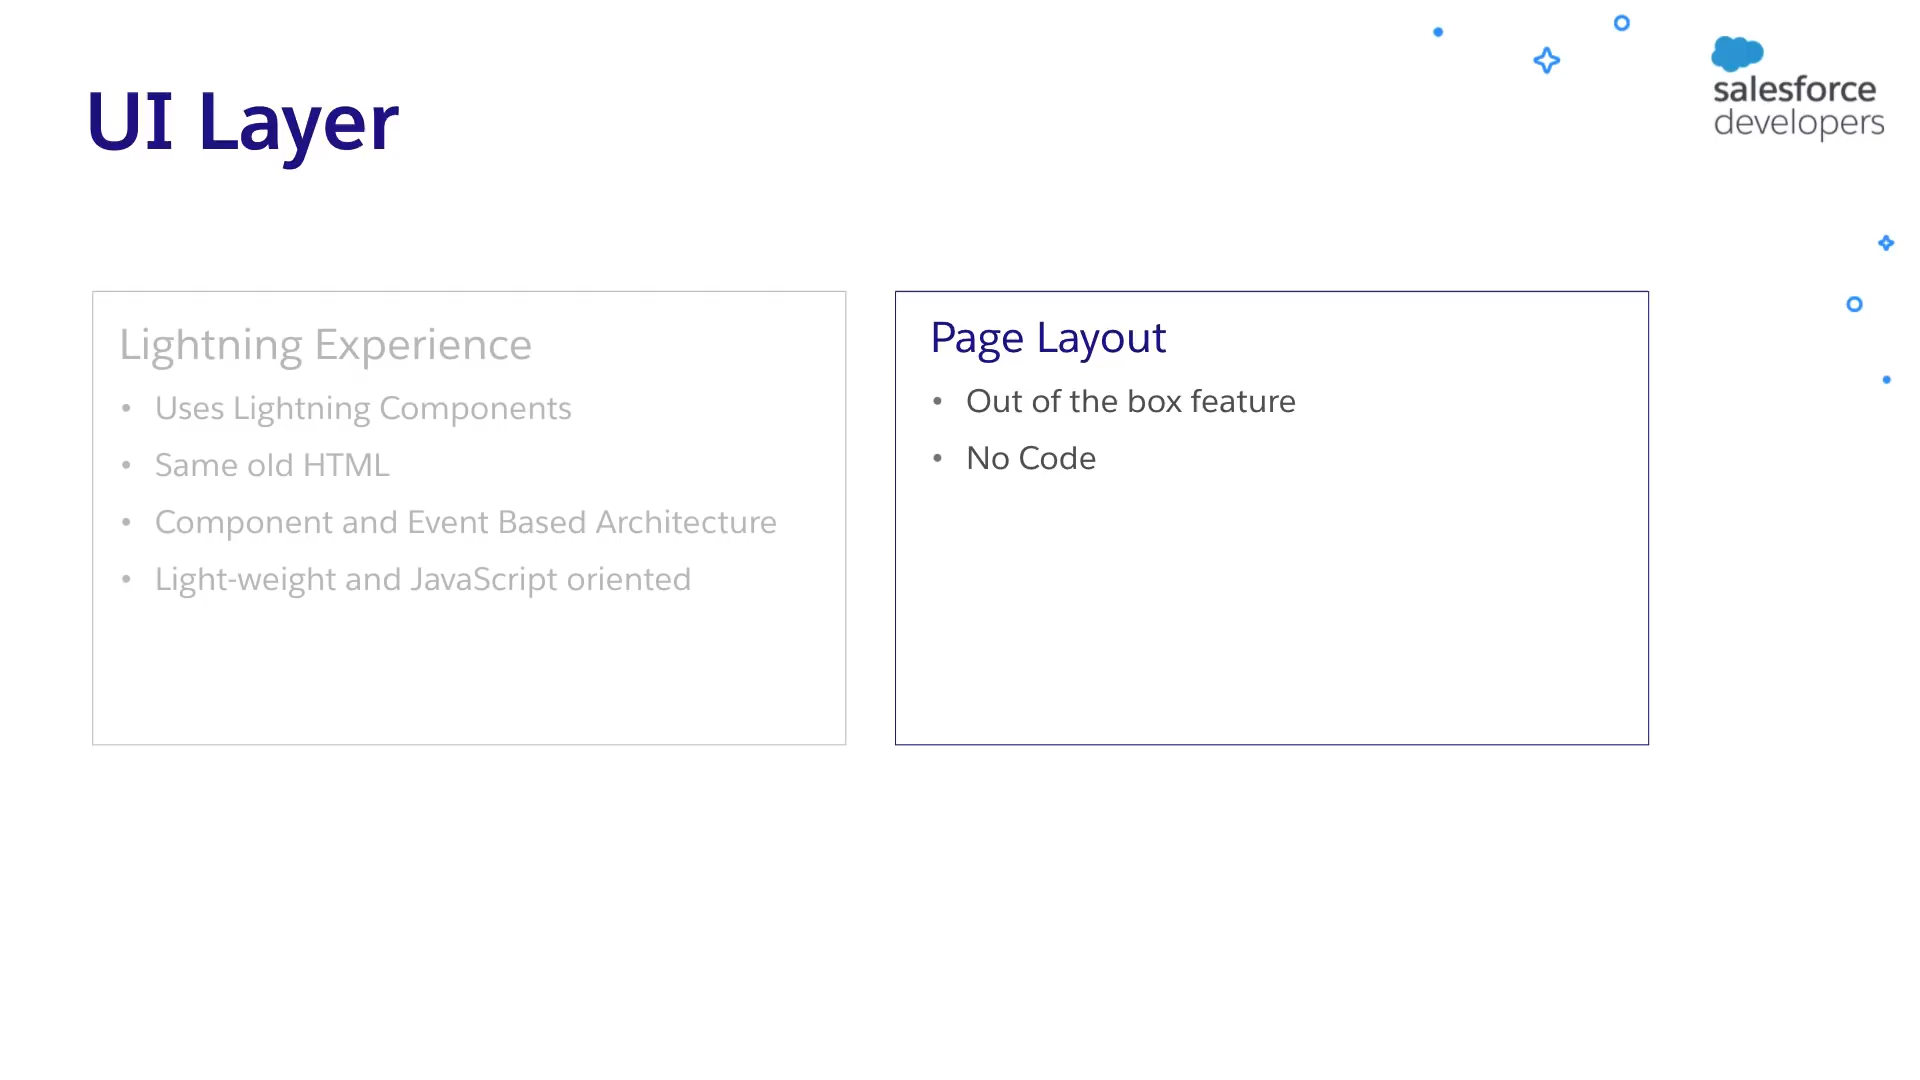 UI Layer
salesforce
developers
Lightning Experience
• Uses Lightning Components
• Same old HTML
• Component and Event Based Architecture
• Light-weight and JavaScript oriented
Page Layout
• Out of the box feature
• No Code